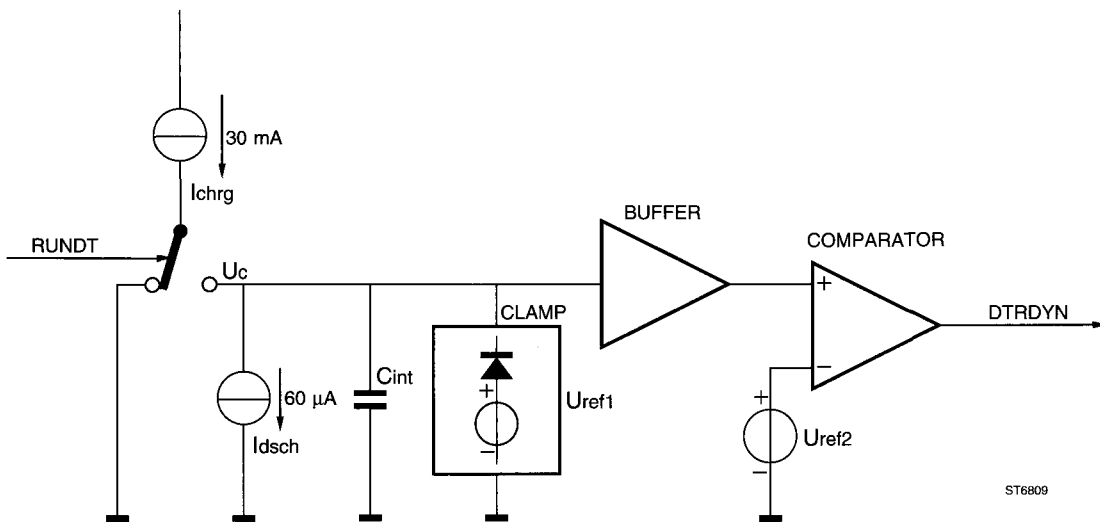 30 mA
Ichrg
RUNDT
BUFFER
COMPARATOR
Uc
CLAMP
+
DTRDYN
−
Cint
60 µA
+
Uref1
+
−
Uref2
Idsch
−
ST6809